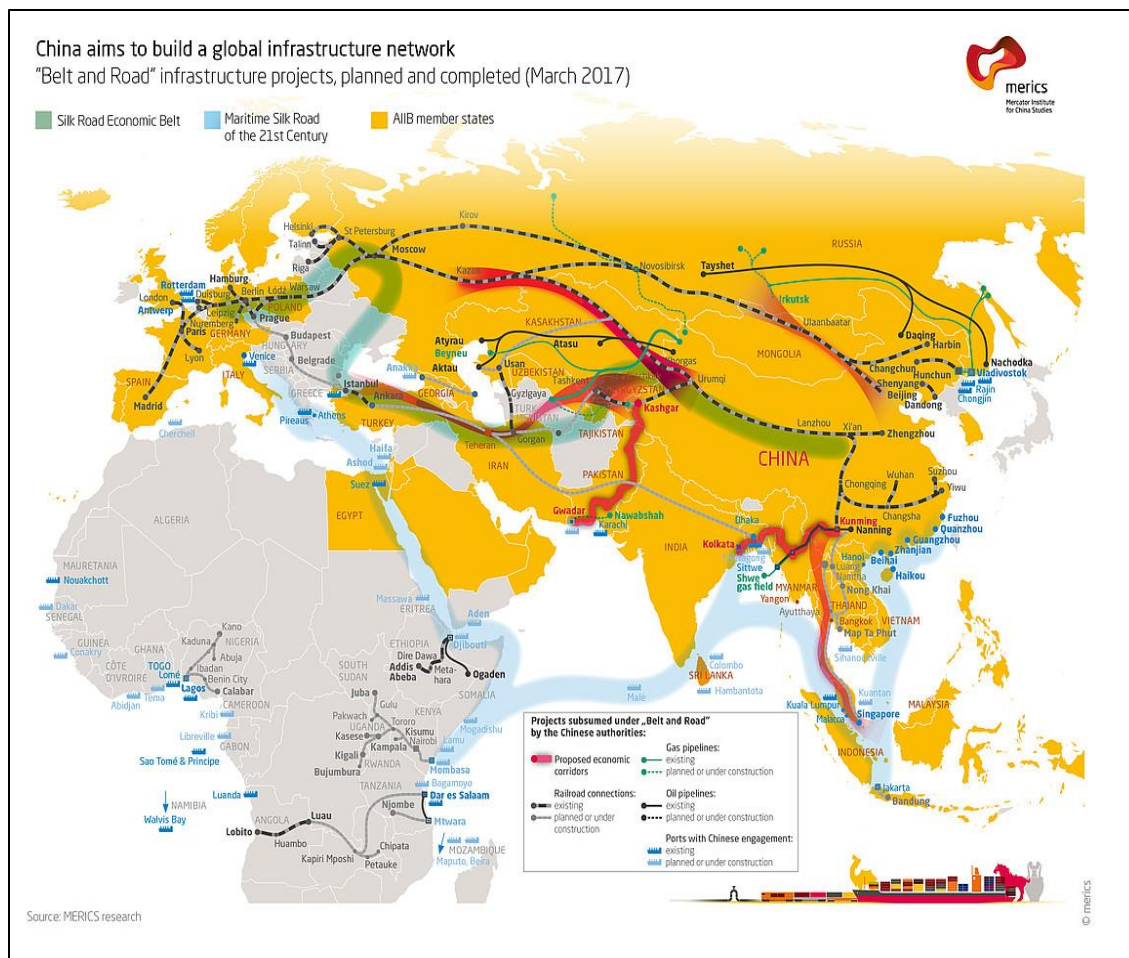 China aims to build a global infrastructure network
"Belt and Road" infrastructure projects, planned and completed (March 2017)
merics
Mercator Institute
for China Studies
Silk Road Economic Belt
Maritime Silk Road
of the 21st Century
AIIB member states
Helsinki
St Petersburg
Talinn
Riga
Kirov
Moscow
Kazan
Novosibirsk
RUSSIA
Tayshet
Irkutsk
Ulaanbaatar
MONGOLIA
Daqing
Harbin
Changchun
Hunchun
Shenyang
Beijing
Dandong
Nachodka
Vladivostok
Rajin
Chongjin
Hamburg
Rotterdam
London
Duisburg
Berlin
Łódź
Warsaw
POLAND
Antwerp
Leipzig
Prague
Nuremberg
Paris
GERMANY
Lyon
Budapest
HUNGARY
Belgrade
SERBIA
Venice
ITALY
SPAIN
Madrid
GREECE
Istanbul
Athens
Pireaus
Ankara
TURKEY
Anaklia
GEORGIA
KASAKHSTAN
Atyrau
Beyneu
Aktau
Atasu
Usan
UZBEKISTAN
Tashkent
Gyzlgaya
Urumqi
Kashgar
TAJIKISTAN
Teheran
Gorgan
IRAN
PAKISTAN
Gwadar
Nawabshah
Karachi
Lanzhou
Xi'an
Zhengzhou
CHINA
Chongqing
Wuhan
Suzhou
Yiwu
Changsha
Fuzhou
Quanzhou
Guangzhou
Zhanjian
Beihai
Haikou
Kunming
Nanning
Dhaka
Kolkata
Sittwe
Shwe
gas field
INDIA
MYANMAR
Yangon
Hanoi
Luang
Namtha
Nong Khai
THAILAND
Ayutthaya
Bangkok
VIETNAM
Map Ta Phut
Sihanoukville
Cherchell
Haifa
Ashod
Suez
EGYPT
ALGERIA
MAURETANIA
Nouakchott
Dakar
SENEGAL
GUINEA
Conakry
CÔTE
D'IVROIRE
GHANA
TOGO
Lomé
Abidjan
Tema
Lagos
Kano
Kaduna
NIGERIA
Abuja
Ibadan
Benin City
Calabar
CAMEROON
Kribi
Libreville
GABON
Sao Tomé & Principe
Luanda
NAMIBIA
Walvis Bay
ANGOLA
Lobito
Huambo
Luau
Kapiri Mposhi
Chipata
Petauke
Massawa
ERITREA
Aden
Djibouti
ETHIOPIA
Dire Dawa
Addis
Abeba
Meta-
hara
Ogaden
SUDAN
SOUTH
SUDAN
Juba
Gulu
Pakwach
Tororo
UGANDA
Kasese
Kampala
Kisumu
Nairobi
KENYA
SOMALIA
Mogadishu
Lamu
Kigali
RWANDA
Bujumbura
Mombasa
Bagamoyo
TANZANIA
Dar es Salaam
Njombe
Mtwara
MOZAMBIQUE
Maputo, Beira
Colombo
SRI LANKA
Hambantota
Malé
Kuala Lumpur
Malacca
Kuantan
Singapore
MALAYSIA
INDONESIA
Jakarta
Bandung
Projects subsumed under „Belt and Road"
by the Chinese authorities:
Proposed economic
corridors
Railroad connections:
existing
planned or under
construction
Gas pipelines:
existing
planned or under construction
Oil pipelines:
existing
planned or under construction
Ports with Chinese engagement:
existing
planned or under construction
Source: MERICS research
© merics